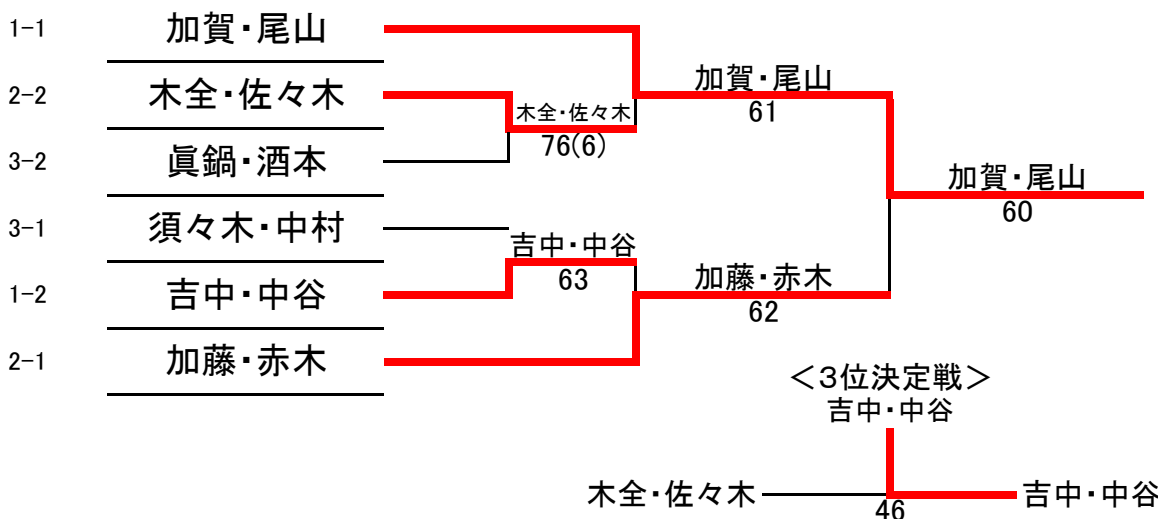 1-1 加賀・尾山
2-2 木全・佐々木
3-2 眞鍋・酒本
3-1 須々木・中村
1-2 吉中・中谷
2-1 加藤・赤木
木全・佐々木
76(6)
吉中・中谷
63
加賀・尾山
61
加藤・赤木
62
加賀・尾山
60
＜3位決定戦＞
吉中・中谷
木全・佐々木 吉中・中谷
46